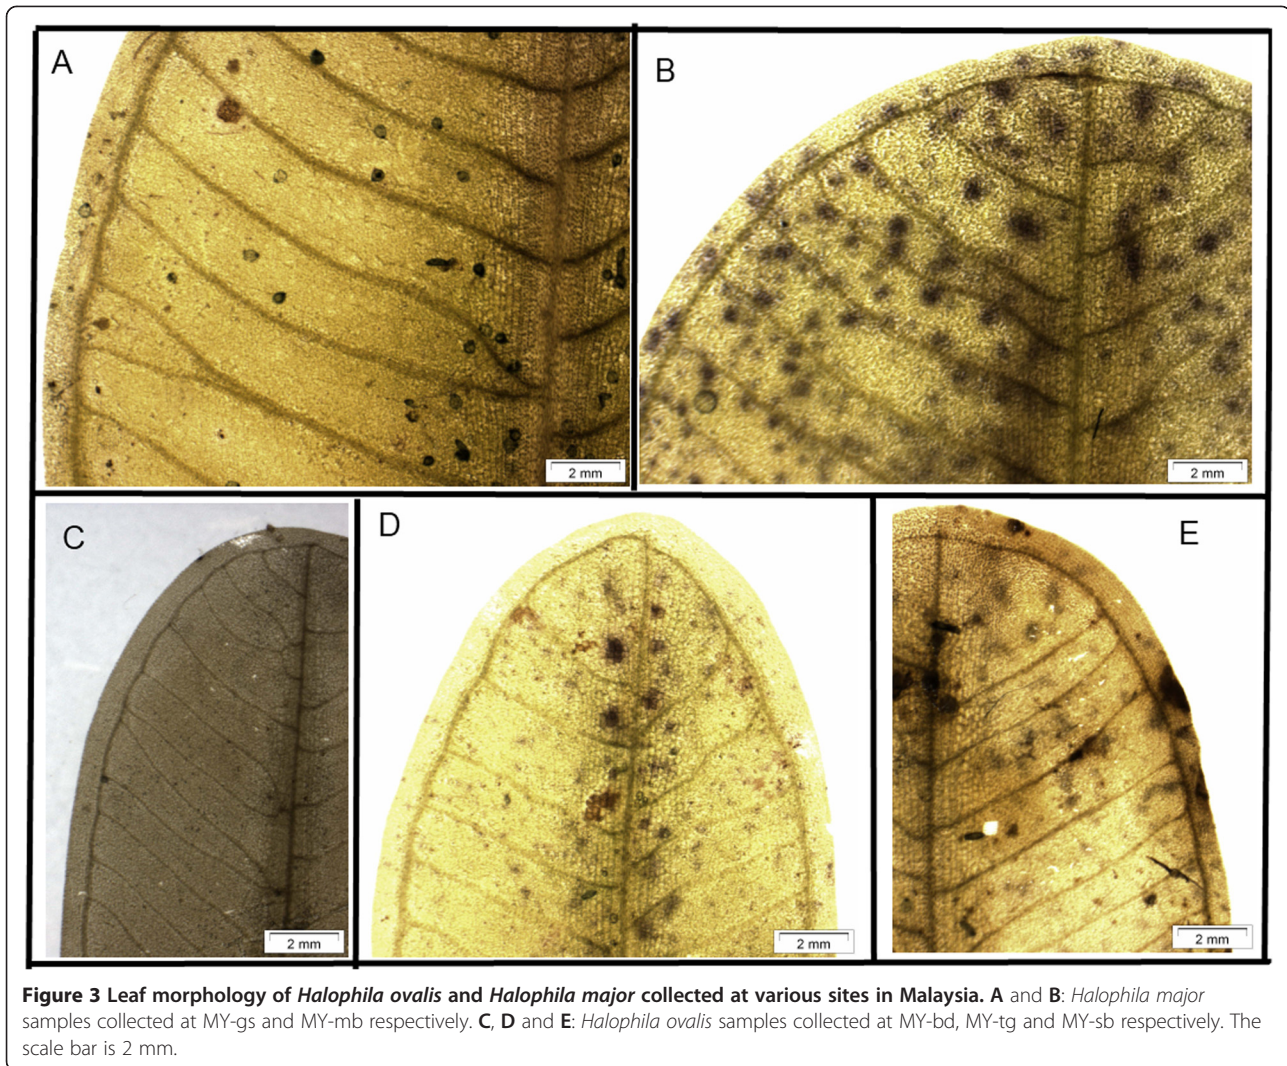 A
B
2 mm
2 mm
C
D
E
2 mm
2 mm
2 mm
Figure 3 Leaf morphology of Halophila ovalis and Halophila major collected at various sites in Malaysia. A and B: Halophila major
samples collected at MY-gs and MY-mb respectively. C, D and E: Halophila ovalis samples collected at MY-bd, MY-tg and MY-sb respectively. The
scale bar is 2 mm.